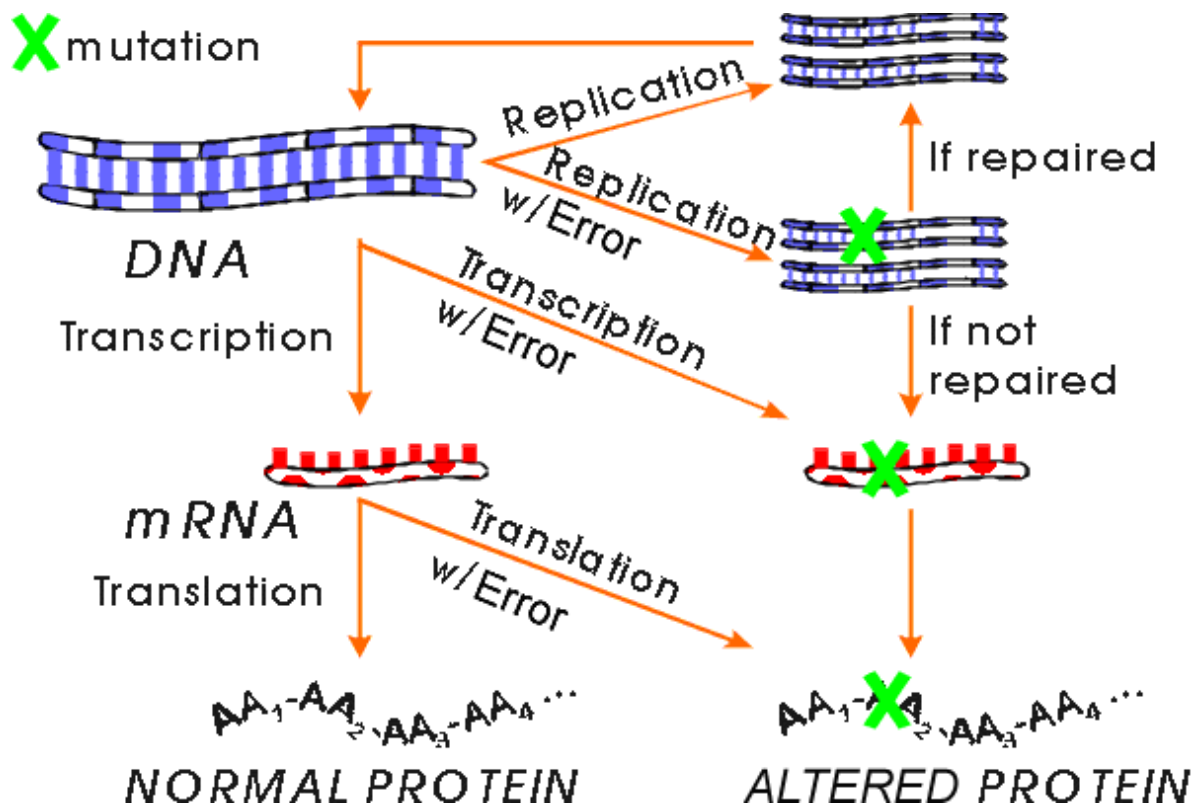 X mutation
Replication
Replication
w/Error
If repaired
DNA
Transcription
Transcription
w/Error
If not
repaired
mRNA
Translation
Translation
w/Error
AA1-AA2-AA3-AA4...
AA1-AA2-AA3-AA4...
NORMAL PROTEIN
ALTERED PROTEIN